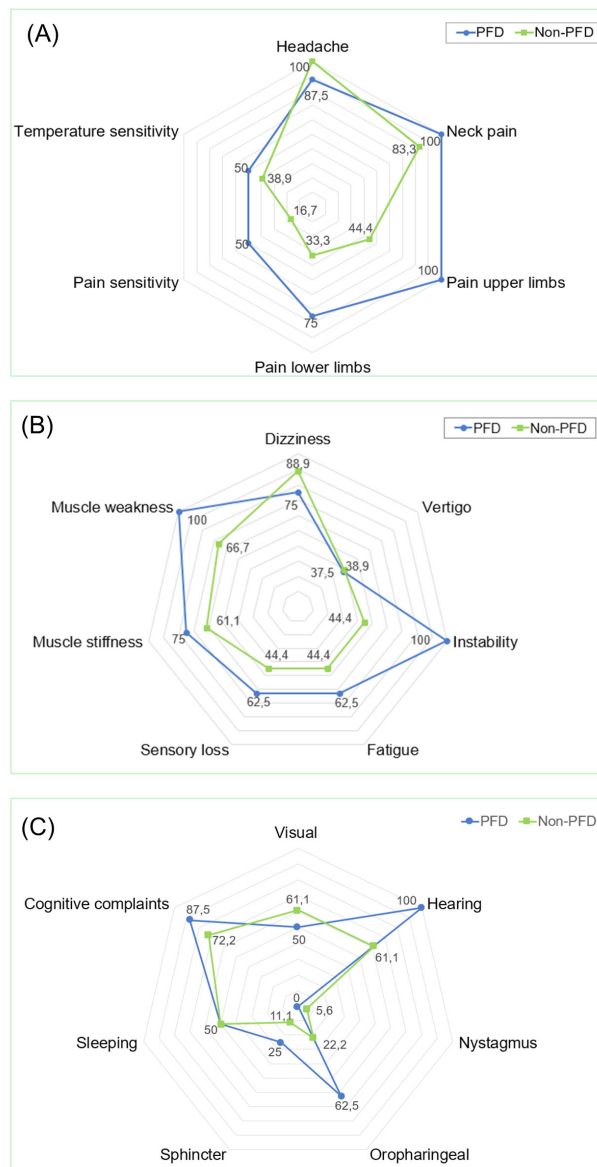 (A)
PFD Non-PFD
Headache
100
87,5
Temperature sensitivity
Neck pain
100
83,3
50
38,9
16,7
44,4
33,3
50
Pain sensitivity
100
Pain upper limbs
75
Pain lower limbs
(B)
PFD Non-PFD
Dizziness
88,9
Muscle weakness
75
Vertigo
100
66,7
37,5
38,9
61,1
44,4
Muscle stiffness
75
100
Instability
44,4
44,4
62,5
62,5
Sensory loss
Fatigue
(C)
PFD Non-PFD
Visual
Cognitive complaints
87,5
61,1
100
Hearing
72,2
50
61,1
0
5,6
11,1
Sleeping
50
22,2
Nystagmus
25
62,5
Sphincter
Oropharingeal